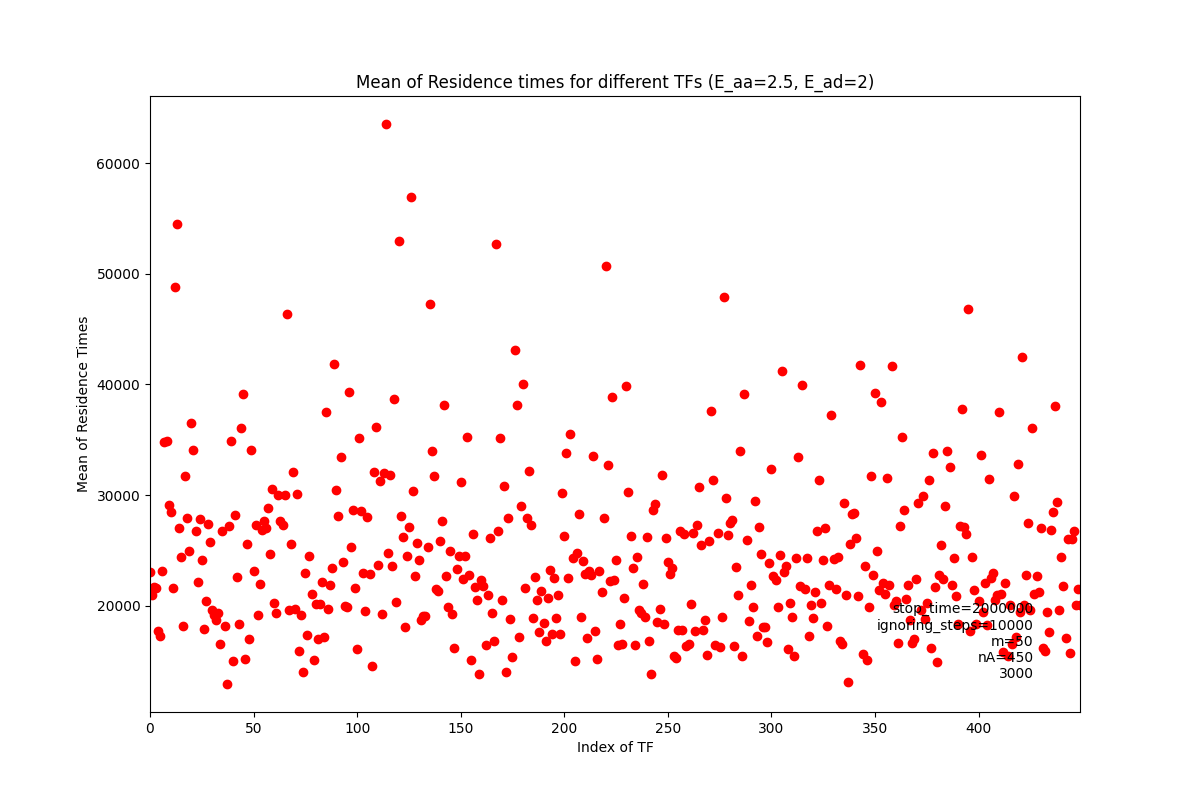 Mean of Residence times for different TFs (E_aa=2.5, E_ad=2)
Mean of Residence Times
60000
50000
40000
30000
20000
stop_time=2000000
ignoring_steps=10000
m=50
nA=450
3000
0 50 100 150 200 250 300 350 400
Index of TF